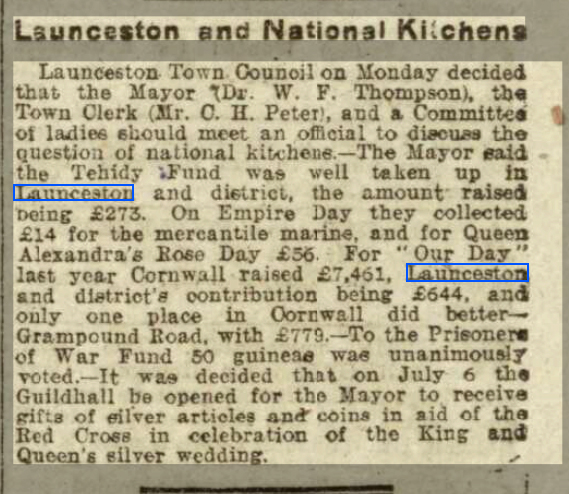 Launceston and National Kitchens
Launceston Town Council on Monday decided
that the Mayor (Dr. W. F. Thompson), the
Town Clerk (Mr. C. H. Peter), and a Committee
of ladies should meet an official to discuss the
question of national kitchens.—The Mayor said
the Tehidy Fund was well taken up in
Launceston and district, the amount raised
being £273. On Empire Day they collected
£14 for the mercantile marine, and for Queen
Alexandra's Rose Day £56. For "Our Day"
last year Cornwall raised £7,461, Launceston
and district's contribution being £644, and
only one place in Cornwall did better—
Grampound Road, with £779.—To the Prisoners
of War Fund 50 guineas was unanimously
voted.—It was decided that on July 6 the
Guildhall be opened for the Mayor to receive
gifts of silver articles and coins in aid of the
Red Cross in celebration of the King and
Queen's silver wedding.